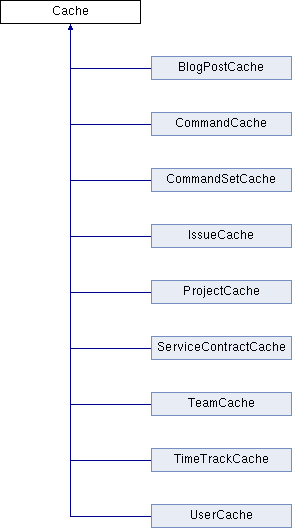 Cache
BlogPostCache
CommandCache
CommandSetCache
IssueCache
ProjectCache
ServiceContractCache
TeamCache
TimeTrackCache
UserCache